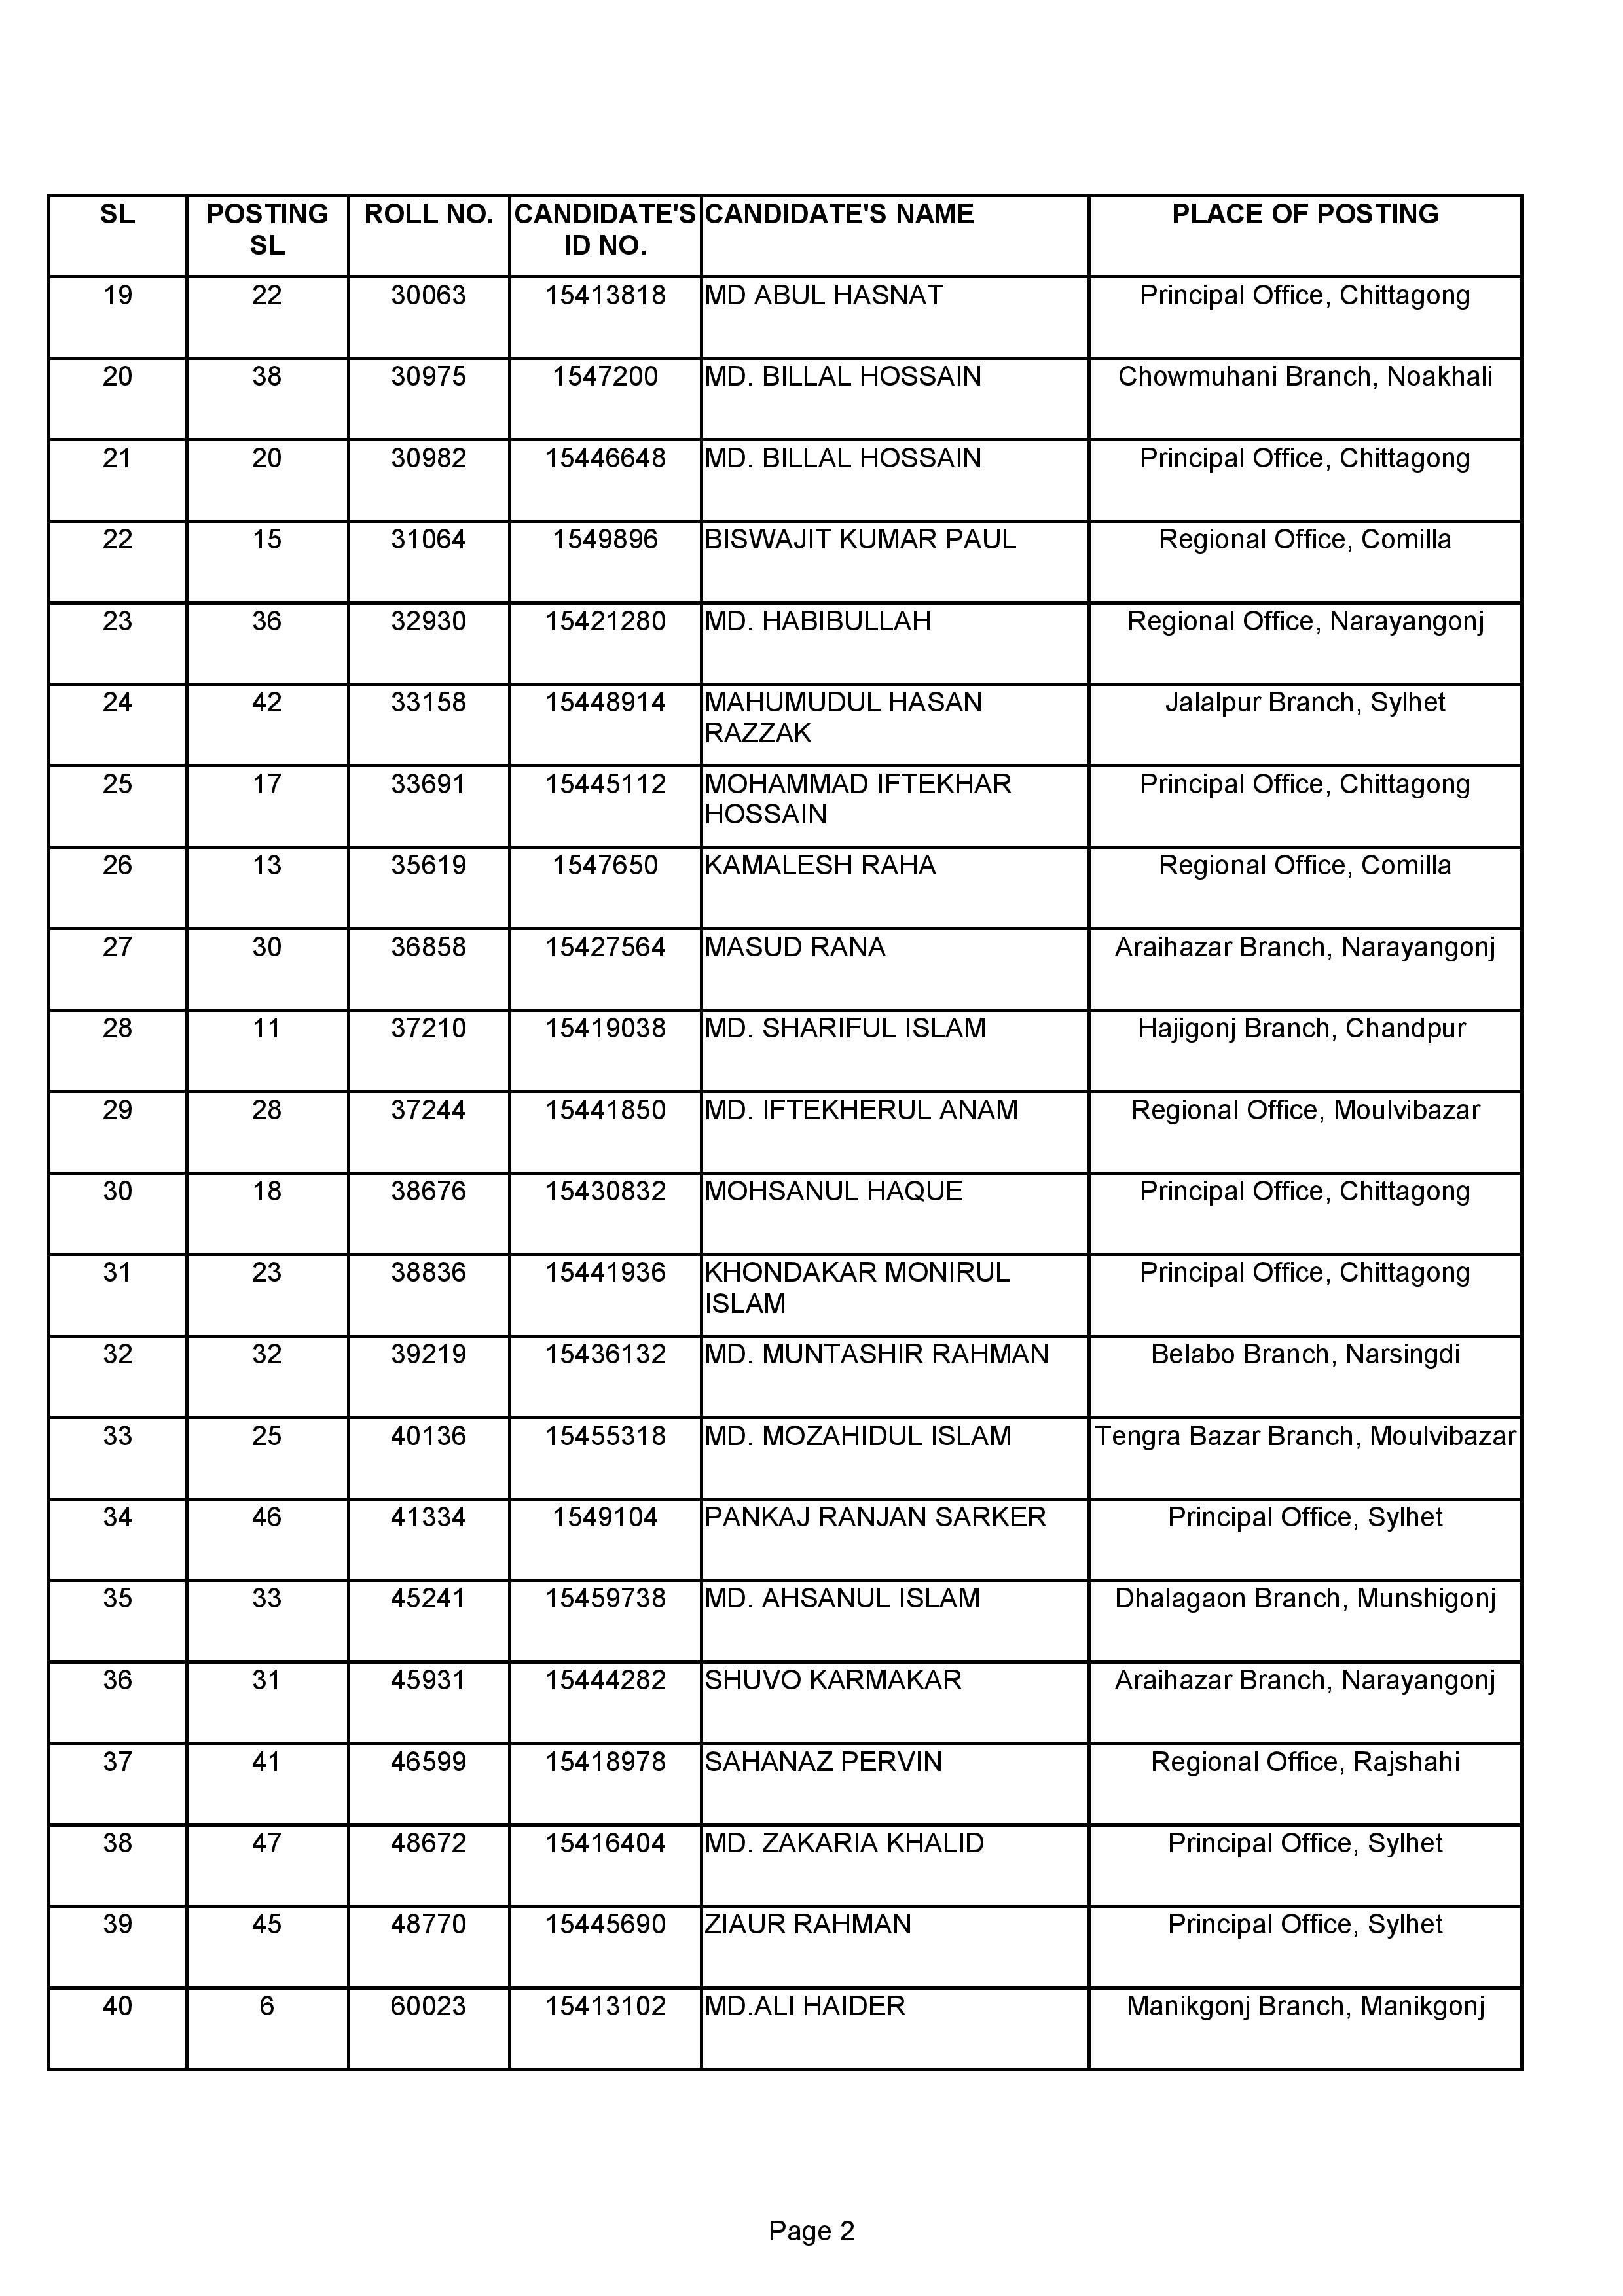 SL POSTING SL ROLL NO. CANDIDATE'S ID NO. CANDIDATE'S NAME PLACE OF POSTING
19 22 30063 15413818 MD ABUL HASNAT Principal Office, Chittagong
20 38 30975 1547200 MD. BILLAL HOSSAIN Chowmuhani Branch, Noakhali
21 20 30982 15446648 MD. BILLAL HOSSAIN Principal Office, Chittagong
22 15 31064 1549896 BISWAJIT KUMAR PAUL Regional Office, Comilla
23 36 32930 15421280 MD. HABIBULLAH Regional Office, Narayangonj
24 42 33158 15448914 MAHUMUDUL HASAN RAZZAK Jalalpur Branch, Sylhet
25 17 33691 15445112 MOHAMMAD IFTEKHAR HOSSAIN Principal Office, Chittagong
26 13 35619 1547650 KAMALESH RAHA Regional Office, Comilla
27 30 36858 15427564 MASUD RANA Araihazar Branch, Narayangonj
28 11 37210 15419038 MD. SHARIFUL ISLAM Hajigonj Branch, Chandpur
29 28 37244 15441850 MD. IFTEKHERUL ANAM Regional Office, Moulvibazar
30 18 38676 15430832 MOHSANUL HAQUE Principal Office, Chittagong
31 23 38836 15441936 KHONDAKAR MONIRUL ISLAM Principal Office, Chittagong
32 32 39219 15436132 MD. MUNTASHIR RAHMAN Belabo Branch, Narsingdi
33 25 40136 15455318 MD. MOZAHIDUL ISLAM Tengra Bazar Branch, Moulvibazar
34 46 41334 1549104 PANKAJ RANJAN SARKER Principal Office, Sylhet
35 33 45241 15459738 MD. AHSANUL ISLAM Dhalagaon Branch, Munshigonj
36 31 45931 15444282 SHUVO KARMAKAR Araihazar Branch, Narayangonj
37 41 46599 15418978 SAHANAZ PERVIN Regional Office, Rajshahi
38 47 48672 15416404 MD. ZAKARIA KHALID Principal Office, Sylhet
39 45 48770 15445690 ZIAUR RAHMAN Principal Office, Sylhet
40 6 60023 15413102 MD.ALI HAIDER Manikgonj Branch, Manikgonj
Page 2